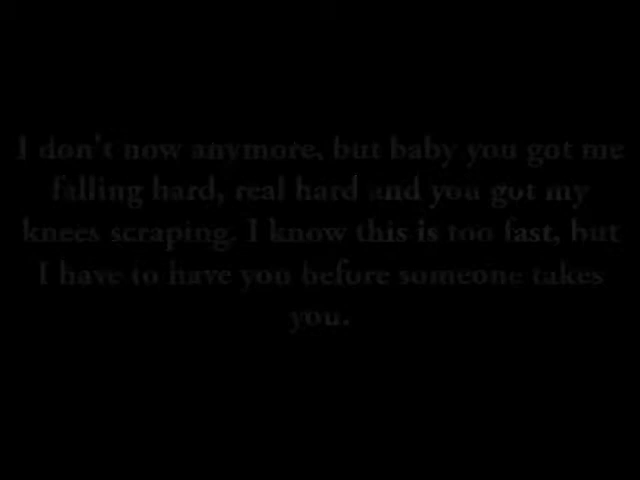 I don't now anymore, but baby you got me
falling hard, real hard and you got my
knees scraping. I know this is too fast, but
I have to have you before someone takes
you.